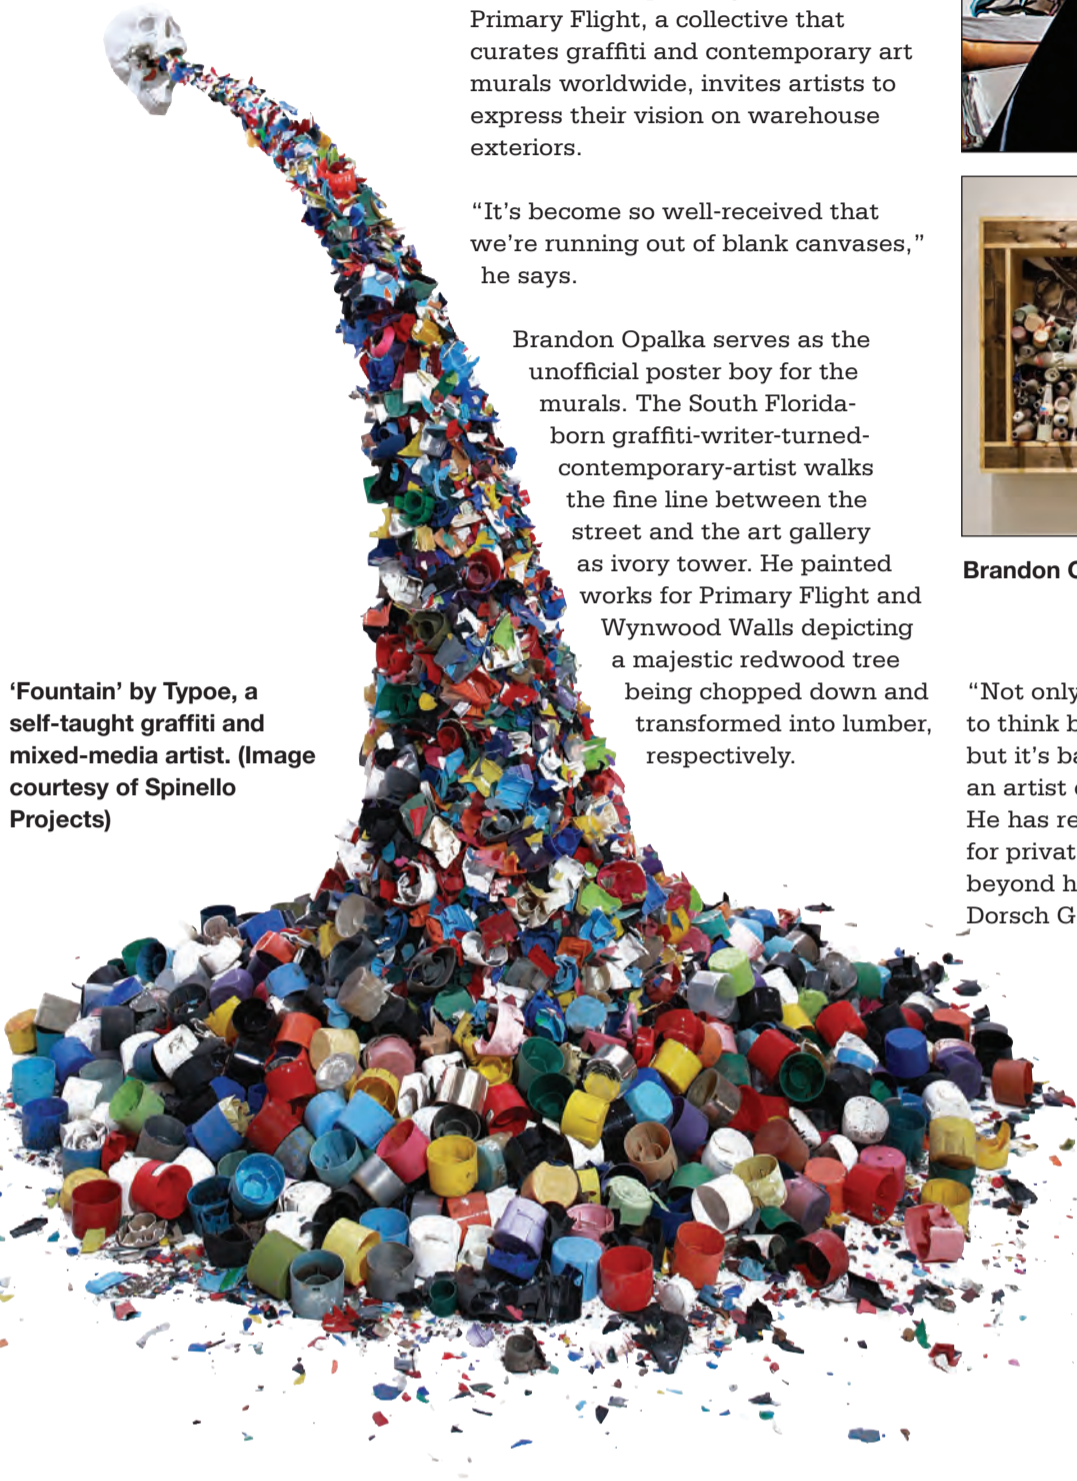 Primary Flight, a collective that
curates graffiti and contemporary art
murals worldwide, invites artists to
express their vision on warehouse
exteriors.
“It’s become so well-received that
we’re running out of blank canvases,”
he says.
Brandon Opalka serves as the
unofficial poster boy for the
murals. The South Florida-
born graffiti-writer-turned-
contemporary-artist walks
the fine line between the
street and the art gallery
as ivory tower. He painted
works for Primary Flight and
Wynwood Walls depicting
a majestic redwood tree
being chopped down and
transformed into lumber,
respectively.
‘Fountain’ by Typoe, a
self-taught graffiti and
mixed-media artist. (Image
courtesy of Spinello
Projects)
Brandon
“Not only
to think
but it’s
an artist
He has
for
beyond
Dorsch